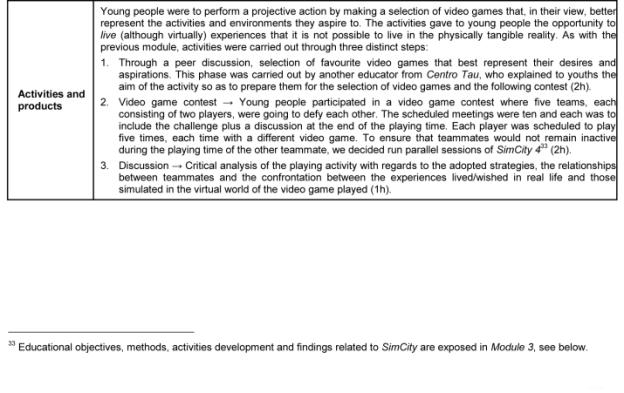 Young people were to perform a projective action by making a selection of video games that, in their view, better
represent the activities and environments they aspire to. The activities gave to young people the opportunity to
live (although virtually) experiences that it is not possible to live in the physically tangible reality. As with the
previous module, activities were carried out through three distinct steps:
1. Through a peer discussion, selection of favourite video games that best represent their desires and
aspirations. This phase was carried out by another educator from Centro Tau, who explained to youths the
aim of the activity so as to prepare them for the selection of video games and the following contest (2h).
Activities and
products
2. Video game contest → Young people participated in a video game contest where five teams, each
consisting of two players, were going to defy each other. The scheduled meetings were ten and each was to
include the challenge plus a discussion at the end of the playing time. Each player was scheduled to play
five times, each time with a different video game. To ensure that teammates would not remain inactive
during the playing time of the other teammate, we decided run parallel sessions of SimCity 4³³ (2h).
3. Discussion → Critical analysis of the playing activity with regards to the adopted strategies, the relationships
between teammates and the confrontation between the experiences lived/wished in real life and those
simulated in the virtual world of the video game played (1h).
³³ Educational objectives, methods, activities development and findings related to SimCity are exposed in Module 3, see below.